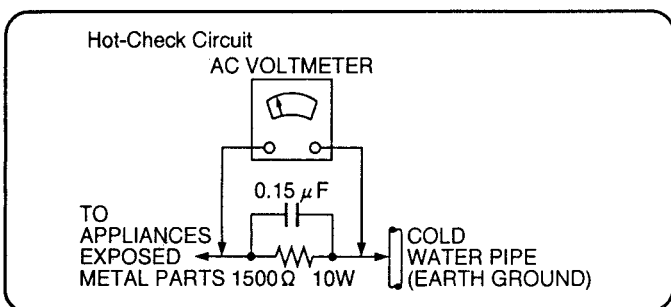 Hot-Check Circuit
AC VOLTMETER
0.15 μF
TO
APPLIANCES
EXPOSED
METAL PARTS
1500Ω 10W
COLD
WATER PIPE
(EARTH GROUND)